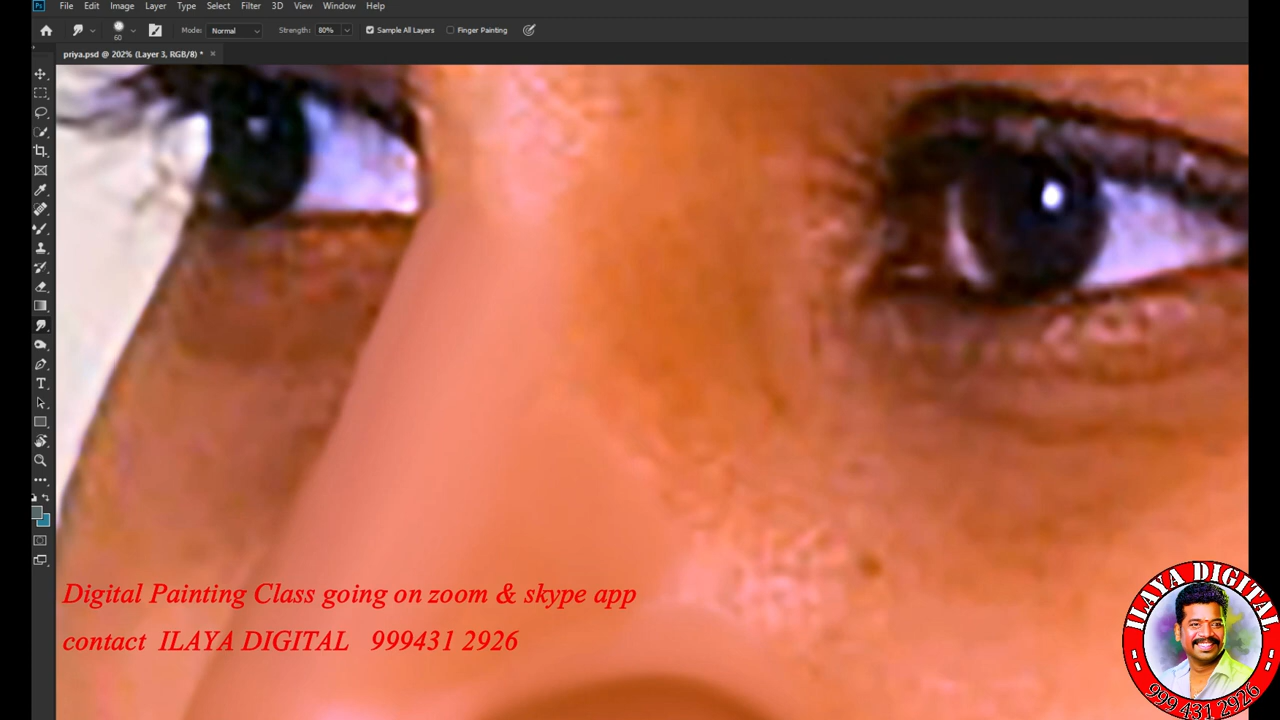 File Edit Image Layer Type Select Filter 3D View Window Help
60 Mode: Normal Strength: 80% Sample All Layers Finger Painting
priya.psd @ 202% (Layer 3, RGB/8) * ×
Digital Painting Class going on zoom & skype app
contact ILAYA DIGITAL 999431 2926
ILAYA DIGITAL
999 431 2926